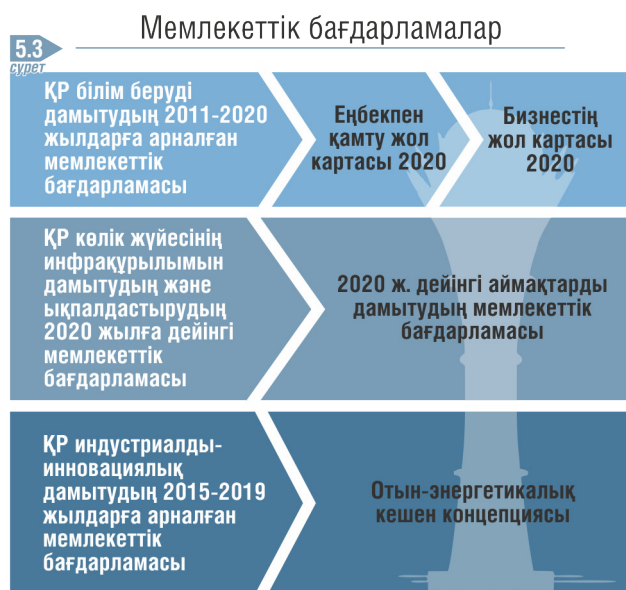 Мемлекеттік бағдарламалар
5.3
сурет
ҚР білім беруді
дамытудың 2011-2020
жылдарға арналған
мемлекеттік
бағдарламасы
Еңбекпен
қамту жол
картасы 2020
Бизнестің
жол картасы
2020
ҚР көлік жүйесінің
инфрақұрылымын
дамытудың және
ықпалдастырудың
2020 жылға дейінгі
мемлекеттік
бағдарламасы
2020 ж. дейінгі аймақтарды
дамытудың мемлекеттік
бағдарламасы
ҚР индустриалды-
инновациялық
дамытудың 2015-2019
жылдарға арналған
мемлекеттік
бағдарламасы
Отын-энергетикалық
кешен концепциясы